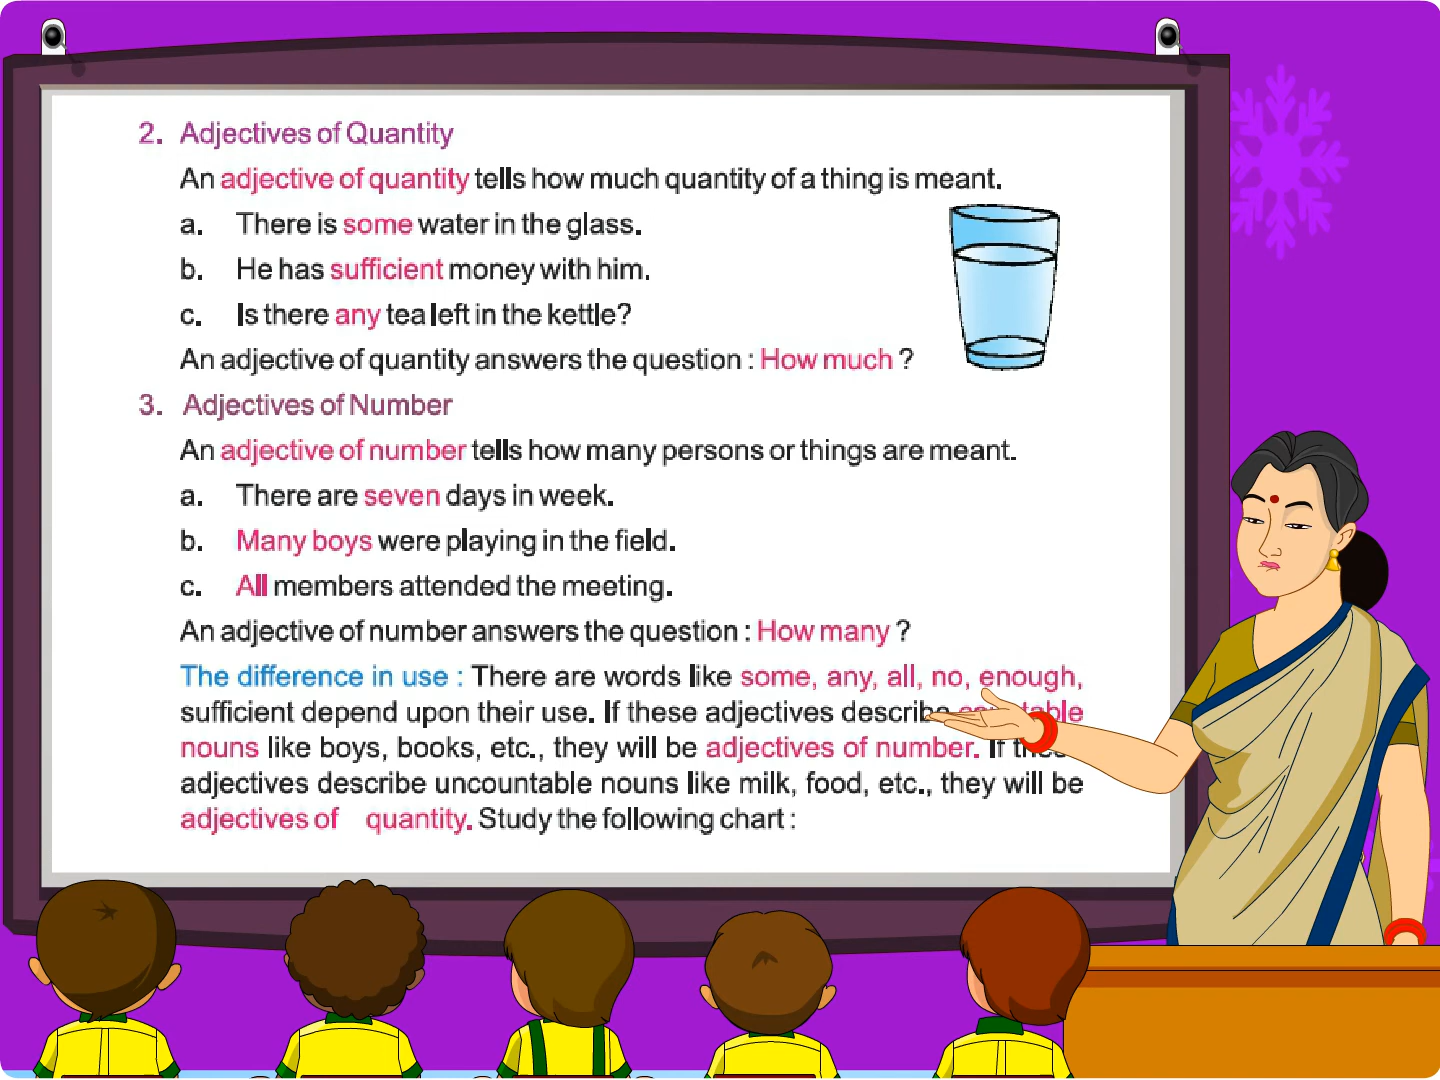 2. Adjectives of Quantity
An adjective of quantity tells how much quantity of a thing is meant.
a. There is some water in the glass.
b. He has sufficient money with him.
c. Is there any tea left in the kettle?
An adjective of quantity answers the question : How much ?
3. Adjectives of Number
An adjective of number tells how many persons or things are meant.
a. There are seven days in week.
b. Many boys were playing in the field.
c. All members attended the meeting.
An adjective of number answers the question : How many ?
The difference in use : There are words like some, any, all, no, enough,
sufficient depend upon their use. If these adjectives describe
nouns like boys, books, etc., they will be adjectives of number. If
adjectives describe uncountable nouns like milk, food, etc., they will be
adjectives of quantity. Study the following chart :